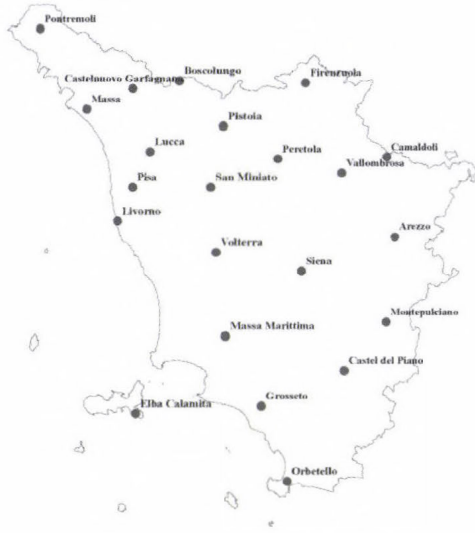 Pontremoli
Boscolungo
Firenzuola
Castelnuovo Garfagnana
Massa
Pistoia
Lucca
Peretola
Camaldoli
Vallombrosa
Pisa
San Miniato
Livorno
Arezzo
Volterra
Siena
Montepulciano
Massa Marittima
Castel del Piano
Grosseto
Elba Calamita
Orbetello